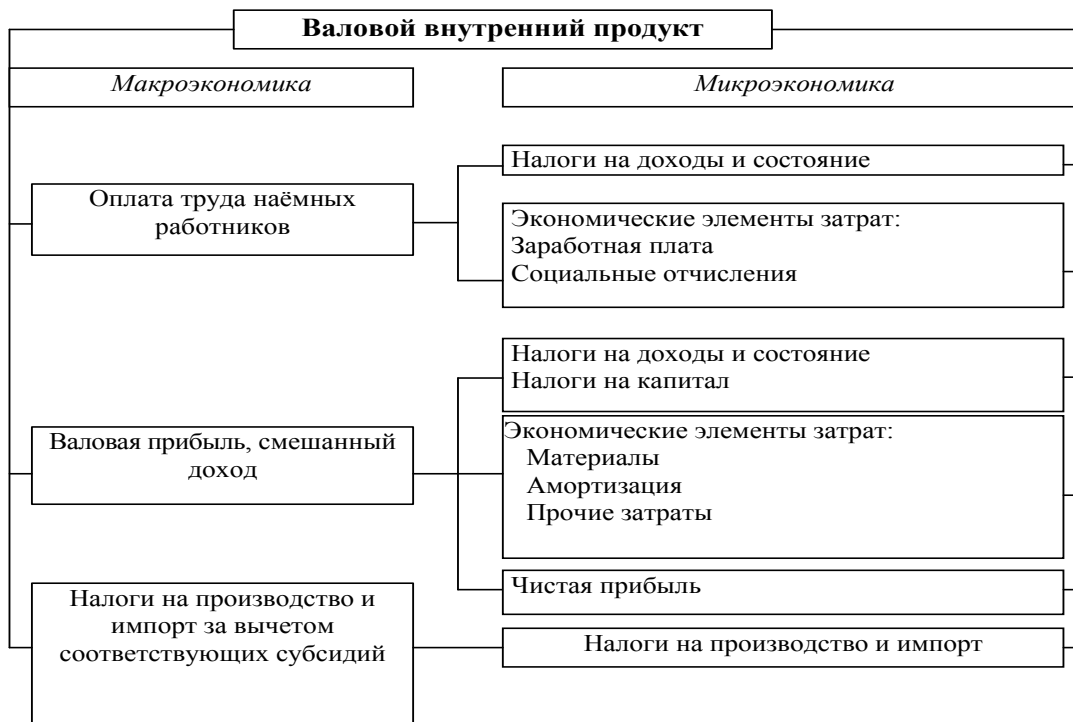 Валовой внутренний продукт
Макроэкономика
Микроэкономика
Оплата труда наёмных
работников
Налоги на доходы и состояние
Экономические элементы затрат:
Заработная плата
Социальные отчисления
Валовая прибыль, смешанный
доход
Налоги на доходы и состояние
Налоги на капитал
Экономические элементы затрат:
Материалы
Амортизация
Прочие затраты
Чистая прибыль
Налоги на производство и
импорт за вычетом
соответствующих субсидий
Налоги на производство и импорт